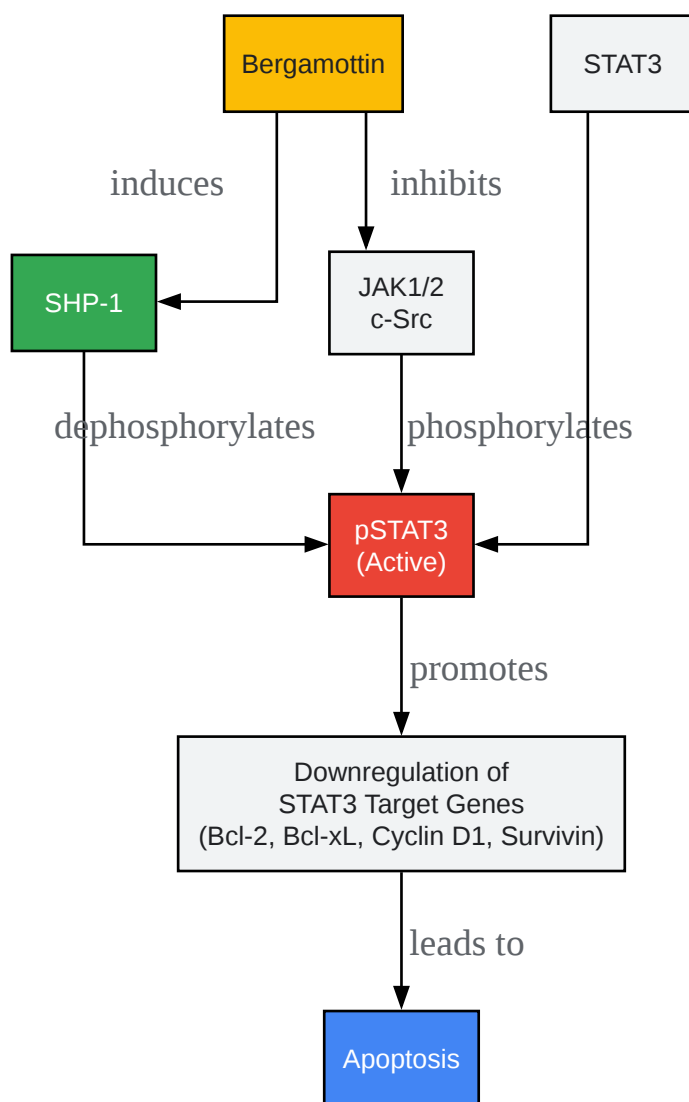 Bergamottin
STAT3
induces
inhibits
SHP-1
JAK1/2
c-Src
dephosphorylates
phosphorylates
pSTAT3
(Active)
promotes
Downregulation of
STAT3 Target Genes
(Bcl-2, Bcl-xL, Cyclin D1, Survivin)
leads to
Apoptosis